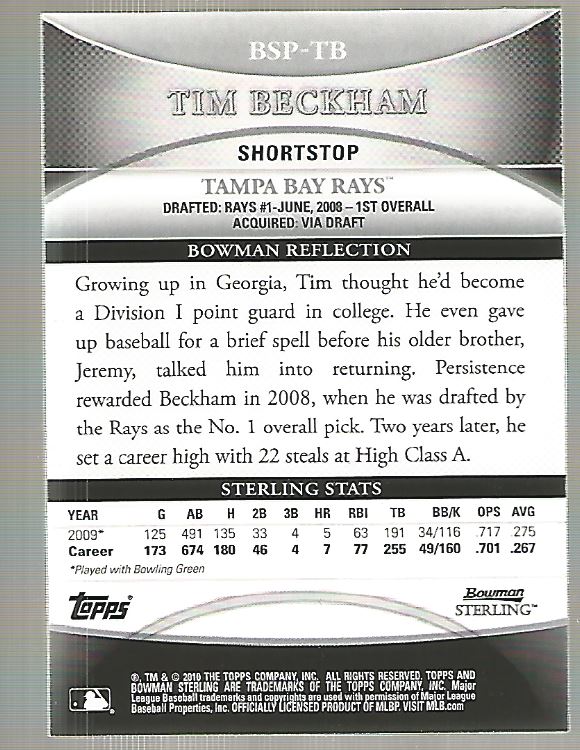 BSP-TB
TIM BECKHAM
SHORTSTOP
TAMPA BAY RAYS™
DRAFTED: RAYS #1-JUNE, 2008 – 1ST OVERALL
ACQUIRED: VIA DRAFT
BOWMAN REFLECTION
Growing up in Georgia, Tim thought he'd become
a Division I point guard in college. He even gave
up baseball for a brief spell before his older brother,
Jeremy, talked him into returning. Persistence
rewarded Beckham in 2008, when he was drafted by
the Rays as the No. 1 overall pick. Two years later, he
set a career high with 22 steals at High Class A.
STERLING STATS
YEAR G AB H 2B 3B HR RBI TB BB/K OPS AVG
2009* 125 491 135 33 4 5 63 191 34/116 .717 .275
Career 173 674 180 46 4 7 77 255 49/160 .701 .267
*Played with Bowling Green
Topps®
Bowman
STERLING™
®, TM & © 2010 THE TOPPS COMPANY, INC. ALL RIGHTS RESERVED. TOPPS AND
BOWMAN STERLING ARE TRADEMARKS OF THE TOPPS COMPANY, INC. Major
League Baseball trademarks and copyrights are used with permission of Major League
Baseball Properties, Inc. OFFICIALLY LICENSED PRODUCT OF MLBP. VISIT MLB.com